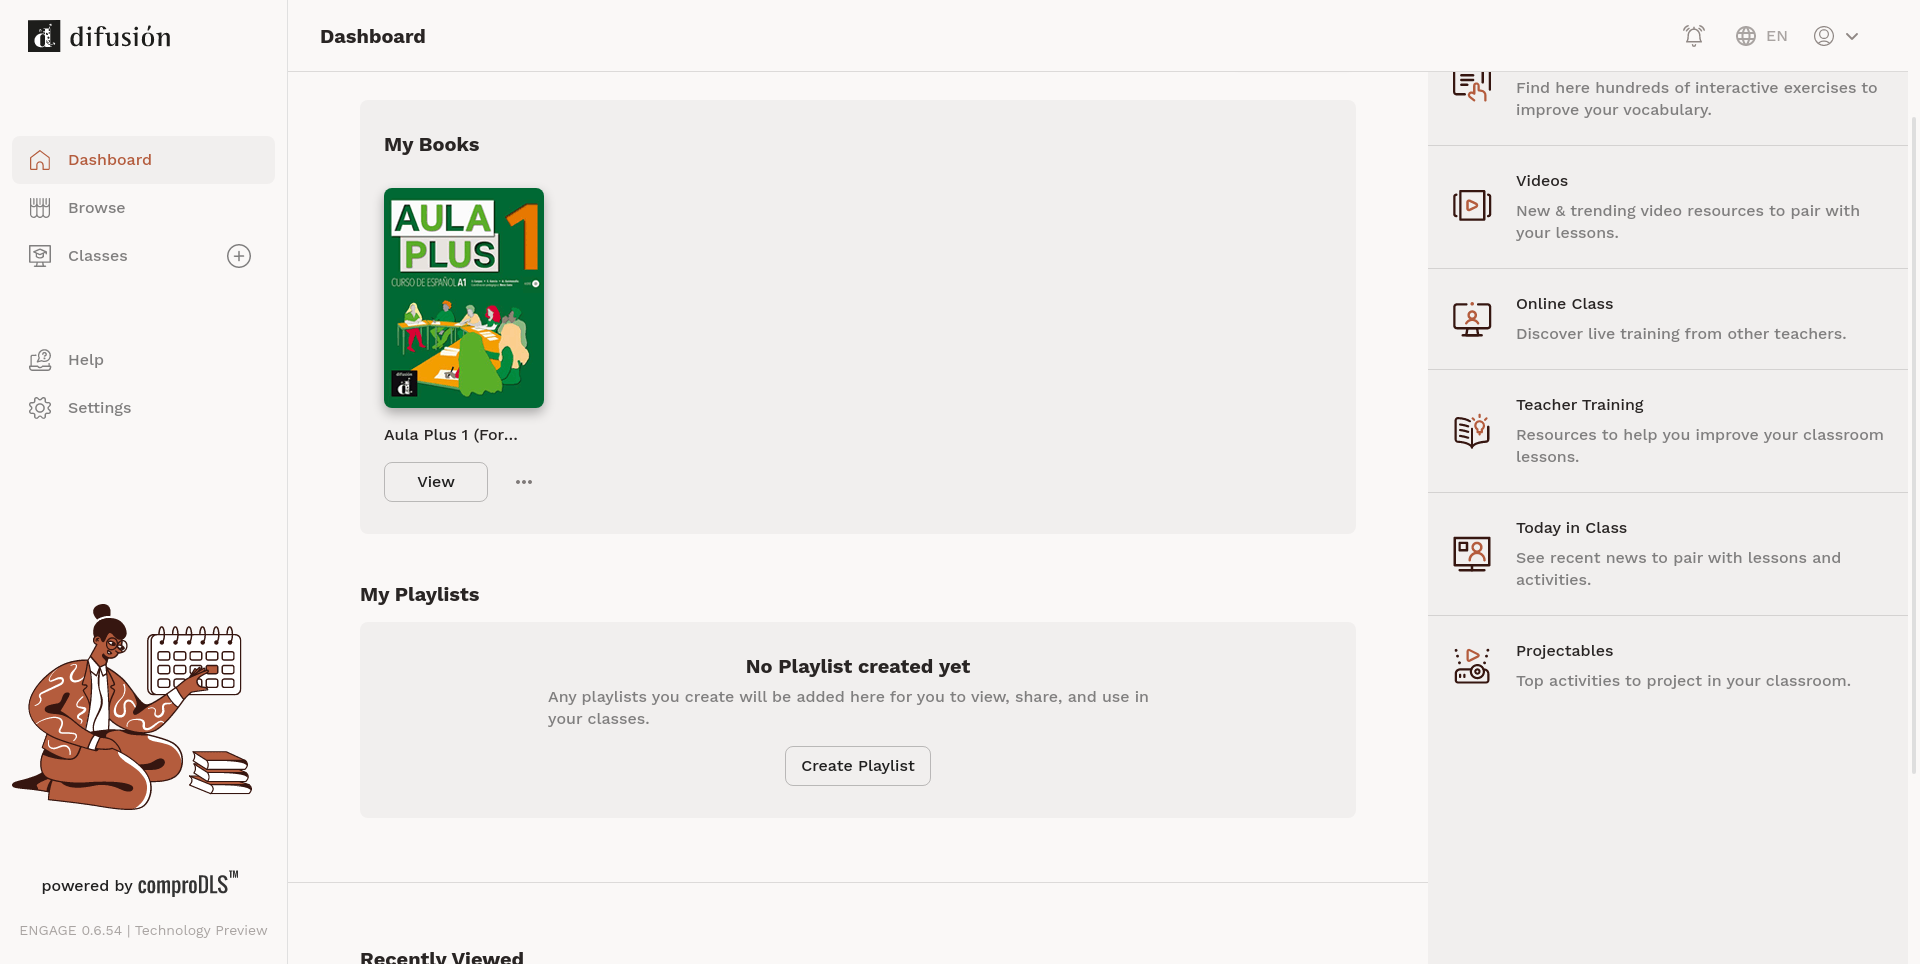 difusión
Dashboard
EN
Dashboard
Browse
Classes
Help
Settings
powered by comproDLS™
ENGAGE 0.6.54 | Technology Preview
My Books
AULA
PLUS
1
CURSO DE ESPAÑOL A1
difusión
Aula Plus 1 (For...
View
My Playlists
No Playlist created yet
Any playlists you create will be added here for you to view, share, and use in
your classes.
Create Playlist
Recently Viewed
Find here hundreds of interactive exercises to
improve your vocabulary.
Videos
New & trending video resources to pair with
your lessons.
Online Class
Discover live training from other teachers.
Teacher Training
Resources to help you improve your classroom
lessons.
Today in Class
See recent news to pair with lessons and
activities.
Projectables
Top activities to project in your classroom.